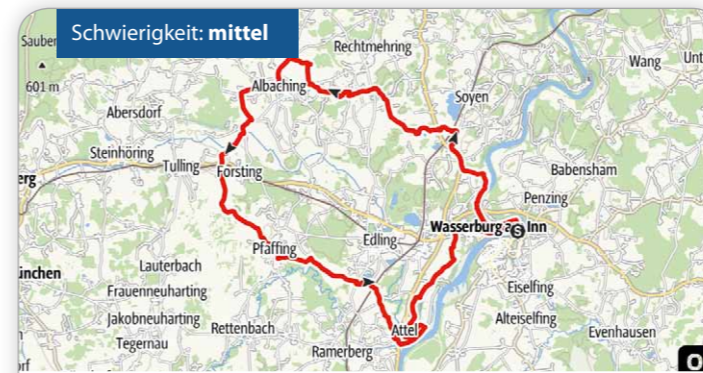 Schwierigkeit: mittel
Rechtmehring
601 m
Albaching
Soyen
Wang
Abersdorf
Steinhöring
Tulling
Forsting
Babensham
Penzing
Wasserburg a. Inn
S
Pfaffing
Edling
Lauterbach
Eiselfing
Frauenneuharting
Jakobneuharting
Rettenbach
Attel
Alteiselfing
Evenhausen
Tegernau
Ramerberg